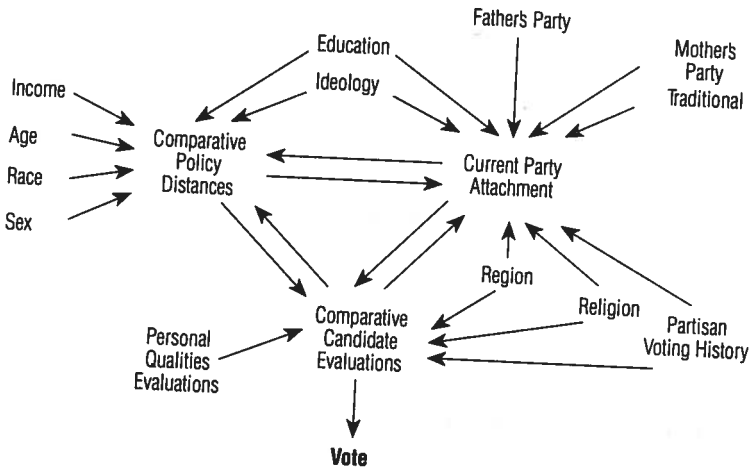 Father's Party
Education
Mother's
Party
Traditional
Ideology
Income
Age
Race
Sex
Comparative
Policy
Distances
Current Party
Attachment
Region
Religion
Partisan
Voting History
Comparative
Candidate
Evaluations
Personal
Qualities
Evaluations
Vote